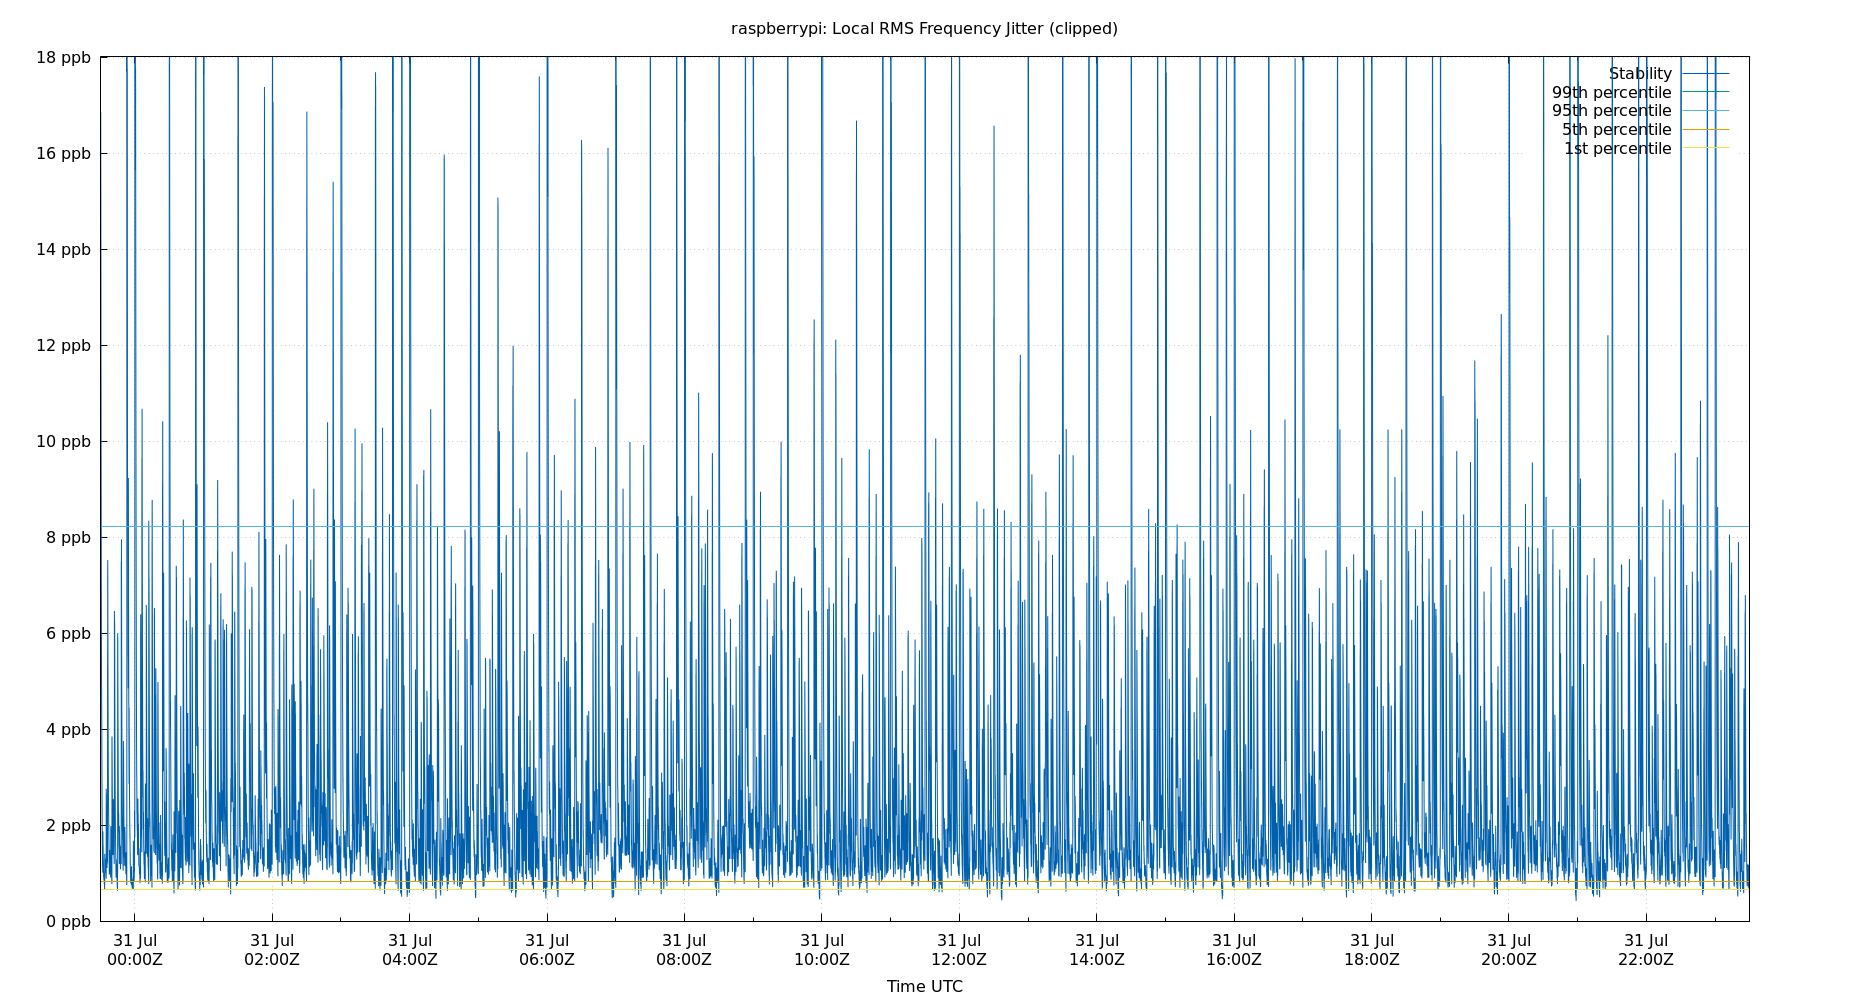 raspberrypi: Local RMS Frequency Jitter (clipped)
18 ppb
16 ppb
14 ppb
12 ppb
10 ppb
8 ppb
6 ppb
4 ppb
2 ppb
0 ppb
Stability
99th percentile
95th percentile
5th percentile
1st percentile
31 Jul 31 Jul 31 Jul 31 Jul 31 Jul 31 Jul 31 Jul 31 Jul 31 Jul 31 Jul 31 Jul 31 Jul
00:00Z 02:00Z 04:00Z 06:00Z 08:00Z 10:00Z 12:00Z 14:00Z 16:00Z 18:00Z 20:00Z 22:00Z
Time UTC